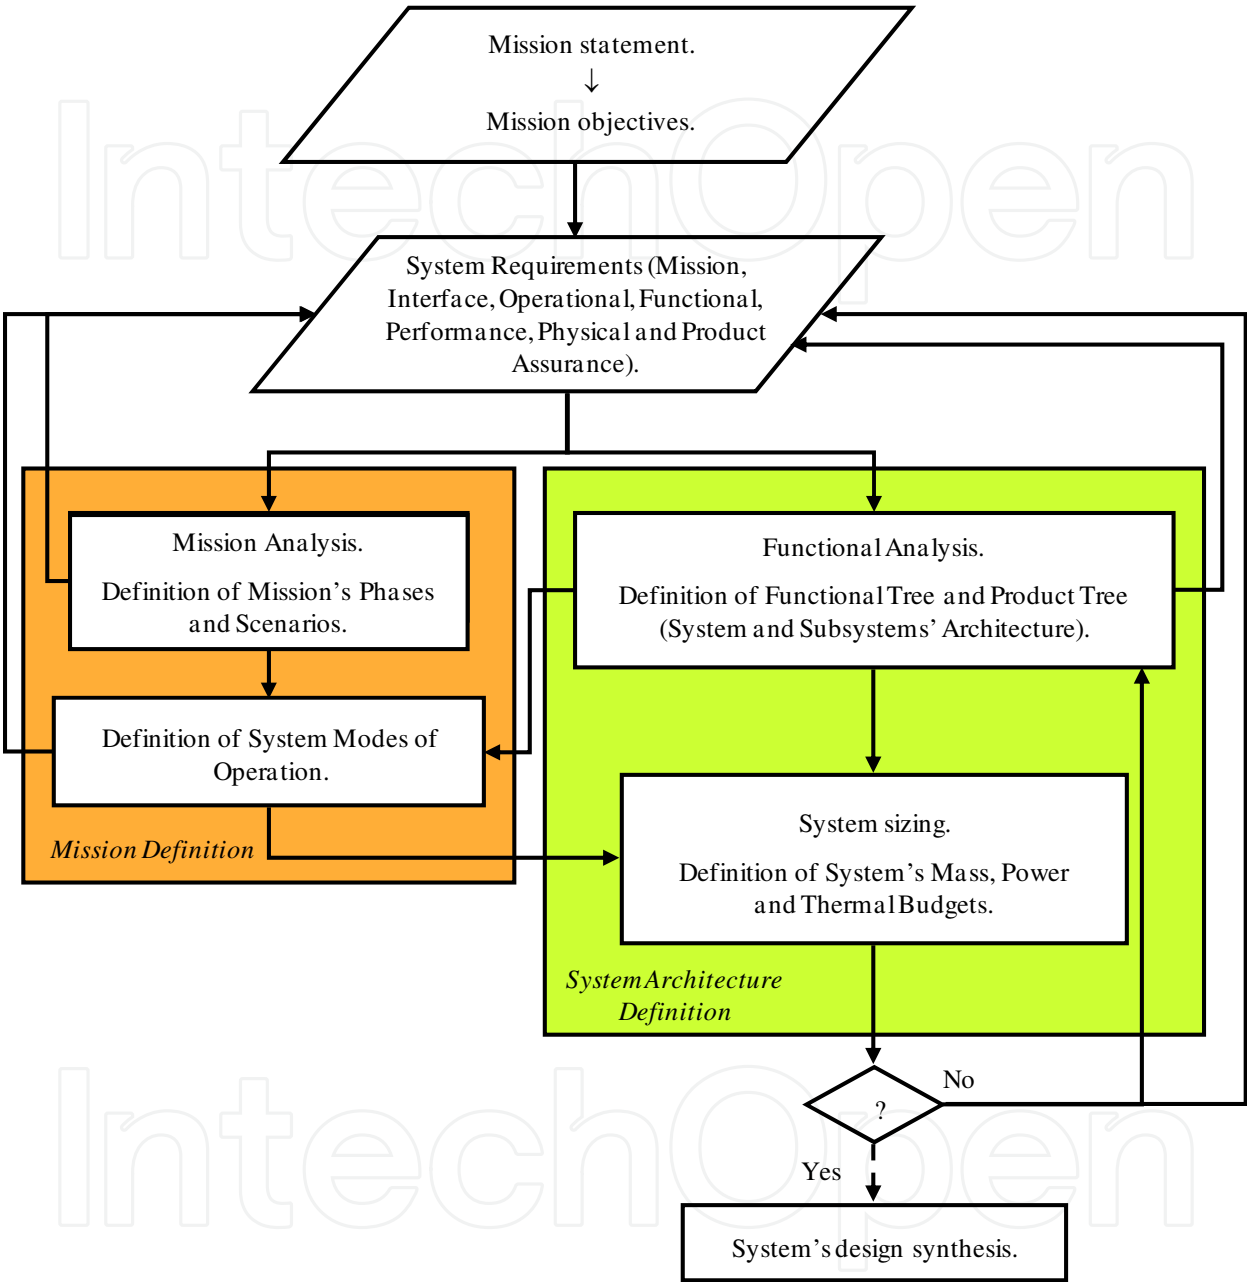 Mission statement.
↓
Mission objectives.
System Requirements (Mission,
Interface, Operational, Functional,
Performance, Physical and Product
Assurance).
Mission Analysis.
Definition of Mission's Phases
and Scenarios.
Definition of System Modes of
Operation.
Mission Definition
Functional Analysis.
Definition of Functional Tree and Product Tree
(System and Subsystems' Architecture).
System sizing.
Definition of System's Mass, Power
and Thermal Budgets.
System Architecture
Definition
?
No
Yes
System's design synthesis.
IntechOpen
IntechOpen